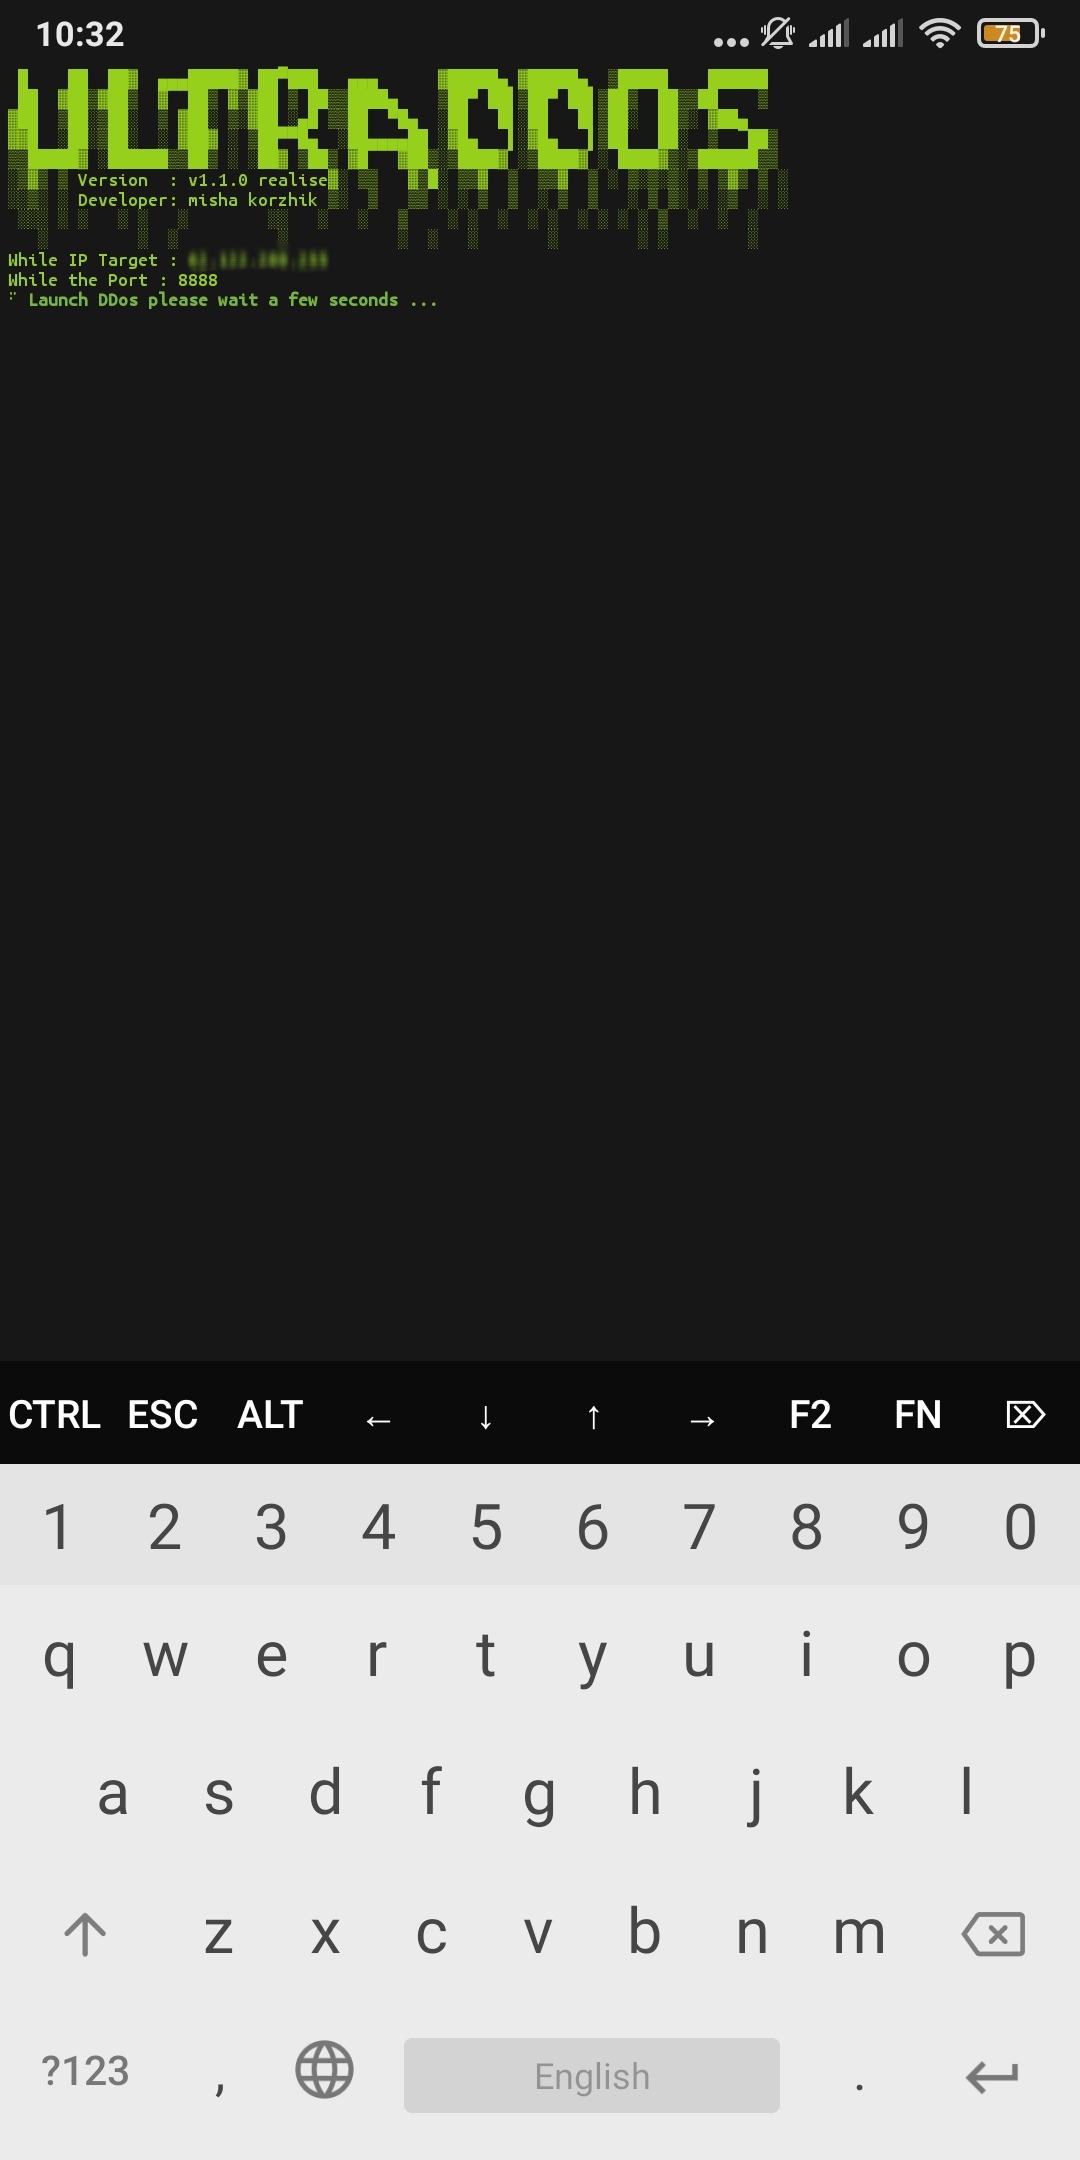 10:32
75
ULTRADDOS
Version  : v1.1.0 realise
Developer: misha korzhik
While IP Target :
While the Port : 8888
Launch DDos please wait a few seconds ...
CTRL ESC ALT ← ↓ ↑ → F2 FN ⌦
1 2 3 4 5 6 7 8 9 0
q w e r t y u i o p
a s d f g h j k l
z x c v b n m
?123 , English .